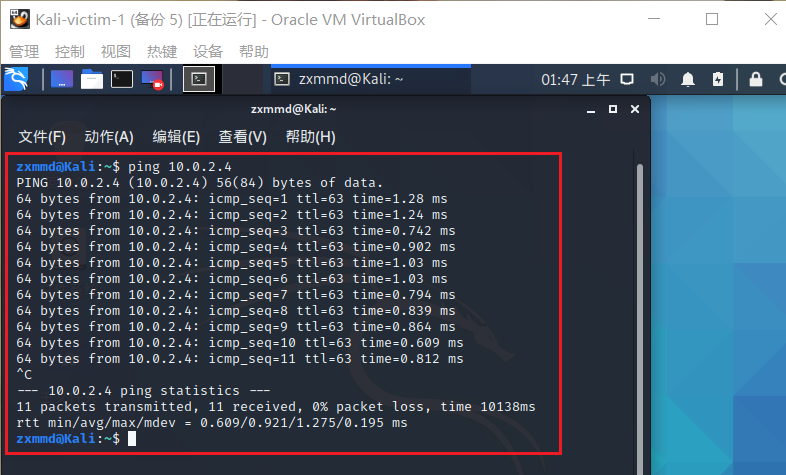 Kali-victim-1 (备份 5) [正在运行] - Oracle VM VirtualBox
管理 控制 视图 热键 设备 帮助
zxmmd@Kali: ~ 01:47 上午
zxmmd@Kali: ~
文件(F) 动作(A) 编辑(E) 查看(V) 帮助(H)
zxmmd@Kali:~$ ping 10.0.2.4
PING 10.0.2.4 (10.0.2.4) 56(84) bytes of data.
64 bytes from 10.0.2.4: icmp_seq=1 ttl=63 time=1.28 ms
64 bytes from 10.0.2.4: icmp_seq=2 ttl=63 time=1.24 ms
64 bytes from 10.0.2.4: icmp_seq=3 ttl=63 time=0.742 ms
64 bytes from 10.0.2.4: icmp_seq=4 ttl=63 time=0.902 ms
64 bytes from 10.0.2.4: icmp_seq=5 ttl=63 time=1.03 ms
64 bytes from 10.0.2.4: icmp_seq=6 ttl=63 time=1.03 ms
64 bytes from 10.0.2.4: icmp_seq=7 ttl=63 time=0.794 ms
64 bytes from 10.0.2.4: icmp_seq=8 ttl=63 time=0.839 ms
64 bytes from 10.0.2.4: icmp_seq=9 ttl=63 time=0.864 ms
64 bytes from 10.0.2.4: icmp_seq=10 ttl=63 time=0.609 ms
64 bytes from 10.0.2.4: icmp_seq=11 ttl=63 time=0.812 ms
^C
--- 10.0.2.4 ping statistics ---
11 packets transmitted, 11 received, 0% packet loss, time 10138ms
rtt min/avg/max/mdev = 0.609/0.921/1.275/0.195 ms
zxmmd@Kali:~$